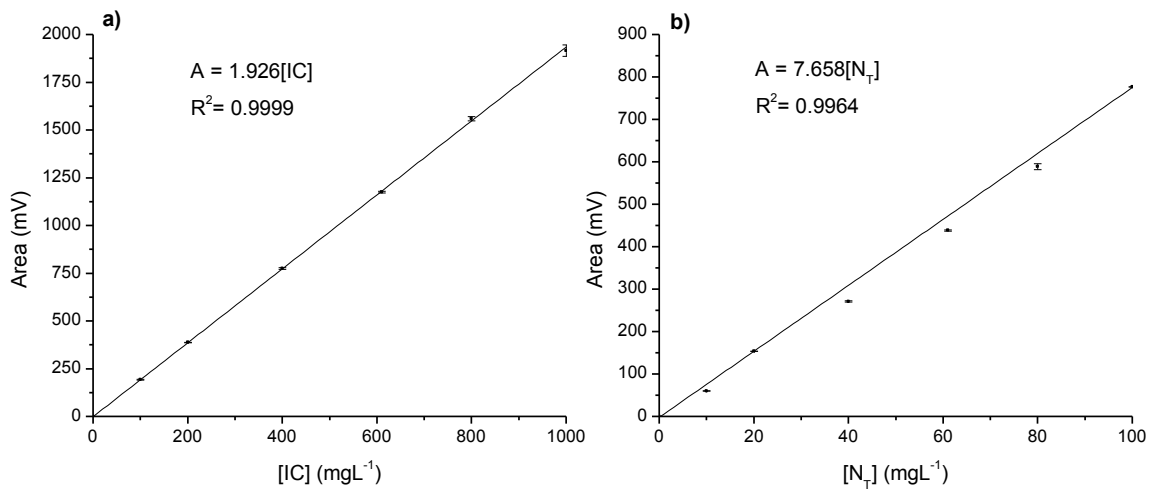 a)
A = 1.926[IC]
R²= 0.9999
2000
1750
1500
1250
1000
750
500
250
0
Area (mV)
0 200 400 600 800 1000
[IC] (mgL⁻¹)
b)
A = 7.658[N_T]
R²= 0.9964
900
800
700
600
500
400
300
200
100
0
Area (mV)
0 20 40 60 80 100
[N_T] (mgL⁻¹)